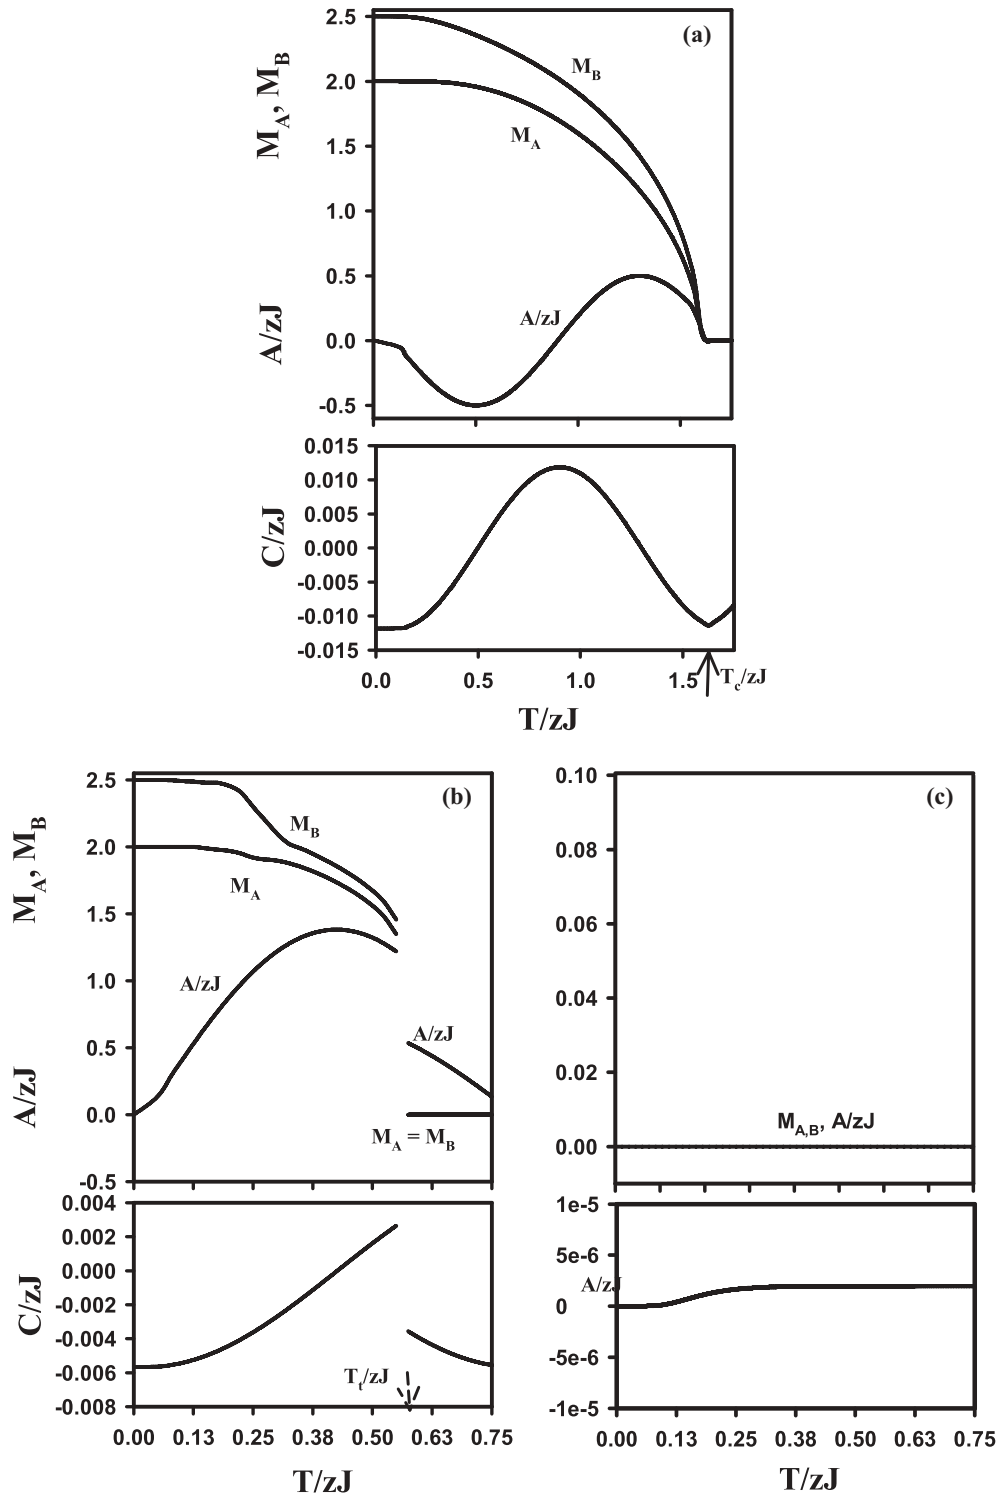 (a)
M_A, M_B
2.5
2.0
1.5
1.0
0.5
0.0
-0.5
A/zJ
M_B
M_A
A/zJ
C/zJ
0.015
0.010
0.005
0.000
-0.005
-0.010
-0.015
0.0 0.5 1.0 1.5
T_c/zJ
T/zJ
(b)
M_A, M_B
2.5
2.0
1.5
1.0
0.5
0.0
-0.5
A/zJ
M_B
M_A
A/zJ
A/zJ
M_A = M_B
C/zJ
0.004
0.002
0.000
-0.002
-0.004
-0.006
-0.008
T_t/zJ
0.00 0.13 0.25 0.38 0.50 0.63 0.75
T/zJ
(c)
0.10
0.08
0.06
0.04
0.02
0.00
M_A,B, A/zJ
1e-5
5e-6
A/zJ
0
-5e-6
-1e-5
0.00 0.13 0.25 0.38 0.50 0.63 0.75
T/zJ